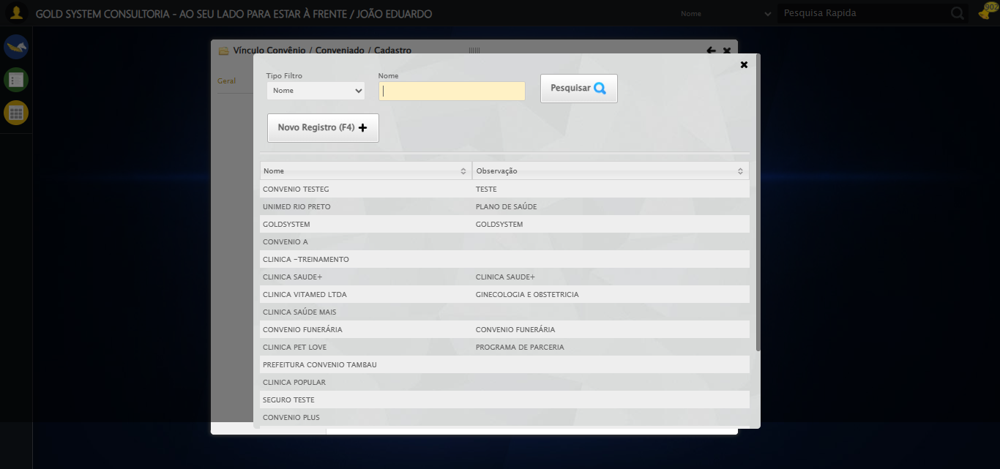 GOLD SYSTEM CONSULTORIA - AO SEU LADO PARA ESTAR À FRENTE / JOÃO EDUARDO
Nome
Pesquisa Rapida
902
Vínculo Convênio / Conveniado / Cadastro
Geral
Tipo Filtro
Nome
Nome
Pesquisar
Novo Registro (F4)
Nome Observação
CONVENIO TESTEG TESTE
UNIMED RIO PRETO PLANO DE SAÚDE
GOLDSYSTEM GOLDSYSTEM
CONVENIO A
CLINICA -TREINAMENTO
CLINICA SAUDE+ CLINICA SAUDE+
CLINICA VITAMED LTDA GINECOLOGIA E OBSTETRICIA
CLINICA SAÚDE MAIS
CONVENIO FUNERÁRIA CONVENIO FUNERÁRIA
CLINICA PET LOVE PROGRAMA DE PARCERIA
PREFEITURA CONVENIO TAMBAU
CLINICA POPULAR
SEGURO TESTE
CONVENIO PLUS